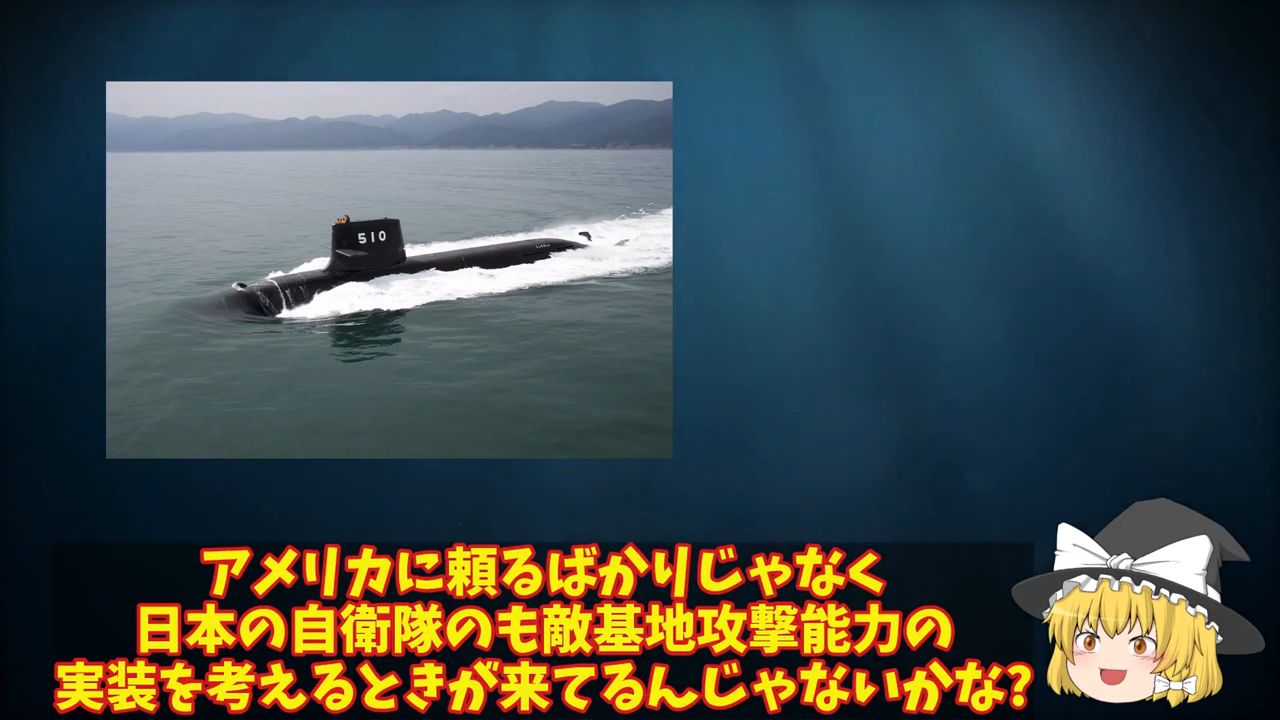 510
アメリカに頼るばかりじゃなく
日本の自衛隊のも敵基地攻撃能力の
実装を考えるときが来てるんじゃないかな?